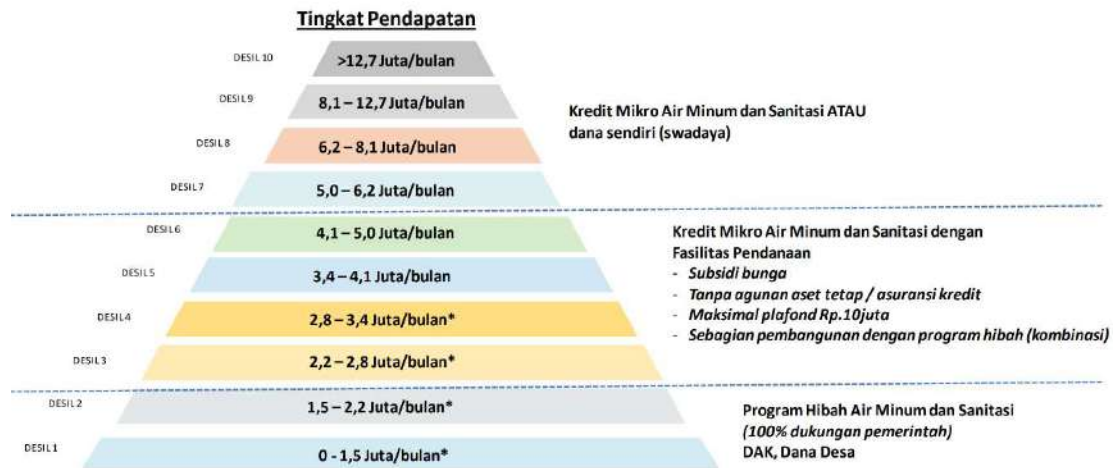 Tingkat Pendapatan
DESIL 10
>12,7 Juta/bulan
DESIL 9
8,1 – 12,7 Juta/bulan
DESIL 8
6,2 – 8,1 Juta/bulan
DESIL 7
5,0 – 6,2 Juta/bulan
Kredit Mikro Air Minum dan Sanitasi ATAU
dana sendiri (swadaya)
DESIL 6
4,1 – 5,0 Juta/bulan
DESIL 5
3,4 – 4,1 Juta/bulan
DESIL 4
2,8 – 3,4 Juta/bulan*
DESIL 3
2,2 – 2,8 Juta/bulan*
Kredit Mikro Air Minum dan Sanitasi dengan
Fasilitas Pendanaan
- Subsidi bunga
- Tanpa agunan aset tetap / asuransi kredit
- Maksimal plafond Rp.10juta
- Sebagian pembangunan dengan program hibah (kombinasi)
DESIL 2
1,5 – 2,2 Juta/bulan*
DESIL 1
0 - 1,5 Juta/bulan*
Program Hibah Air Minum dan Sanitasi
(100% dukungan pemerintah)
DAK, Dana Desa